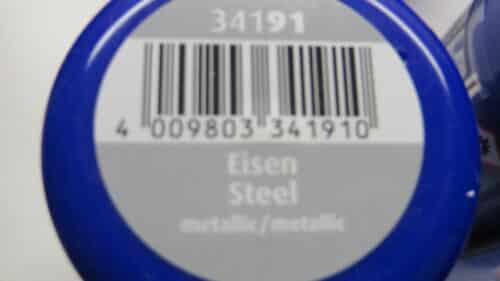 34191
4 009803 341910
Eisen
Steel
metallic/metallic